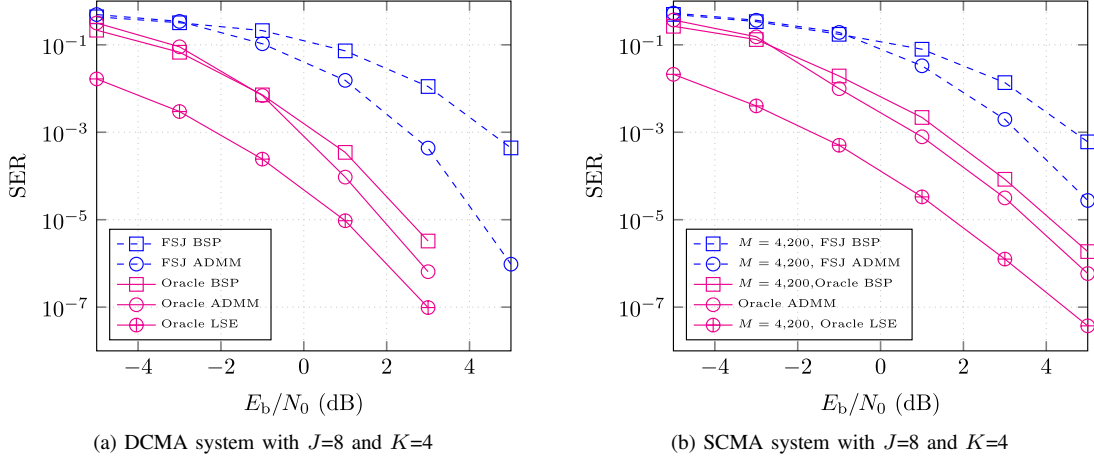 10⁻¹
10⁻³
10⁻⁵
10⁻⁷
SER
FSJ BSP
FSJ ADMM
Oracle BSP
Oracle ADMM
Oracle LSE
−4 −2 0 2 4
E_b/N_0 (dB)
(a) DCMA system with J=8 and K=4
10⁻¹
10⁻³
10⁻⁵
10⁻⁷
SER
M = 4,200, FSJ BSP
M = 4,200, FSJ ADMM
M = 4,200,Oracle BSP
Oracle ADMM
M = 4,200, Oracle LSE
−4 −2 0 2 4
E_b/N_0 (dB)
(b) SCMA system with J=8 and K=4